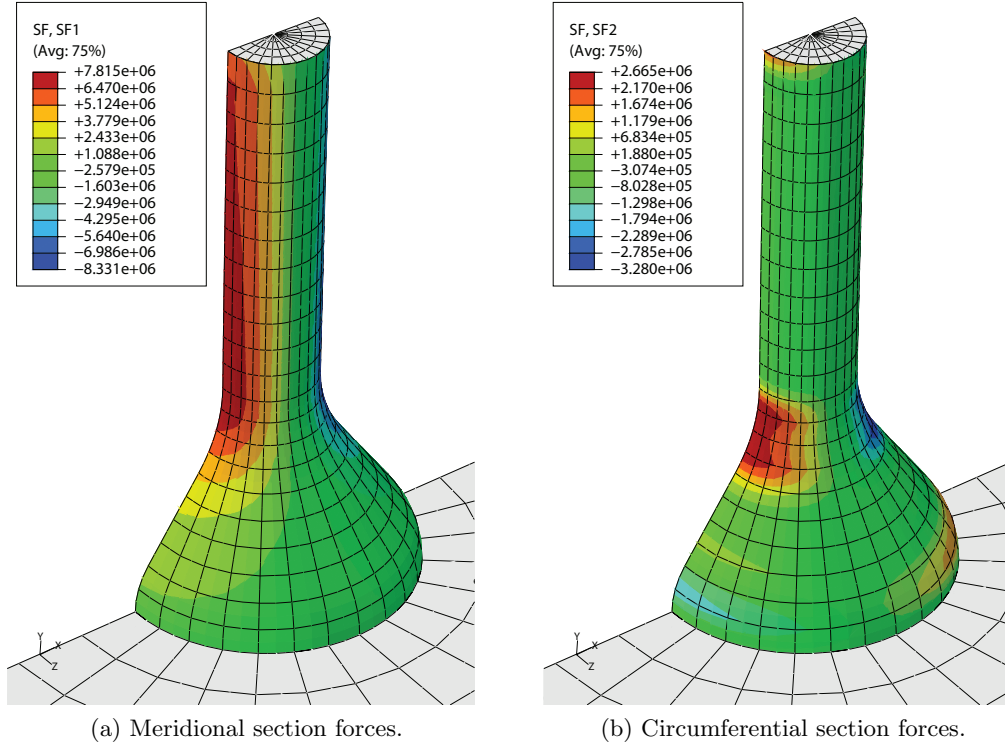 SF, SF1
(Avg: 75%)
+7.815e+06
+6.470e+06
+5.124e+06
+3.779e+06
+2.433e+06
+1.088e+06
−2.579e+05
−1.603e+06
−2.949e+06
−4.295e+06
−5.640e+06
−6.986e+06
−8.331e+06
Y
X
Z
(a) Meridional section forces.
SF, SF2
(Avg: 75%)
+2.665e+06
+2.170e+06
+1.674e+06
+1.179e+06
+6.834e+05
+1.880e+05
−3.074e+05
−8.028e+05
−1.298e+06
−1.794e+06
−2.289e+06
−2.785e+06
−3.280e+06
Y
X
Z
(b) Circumferential section forces.